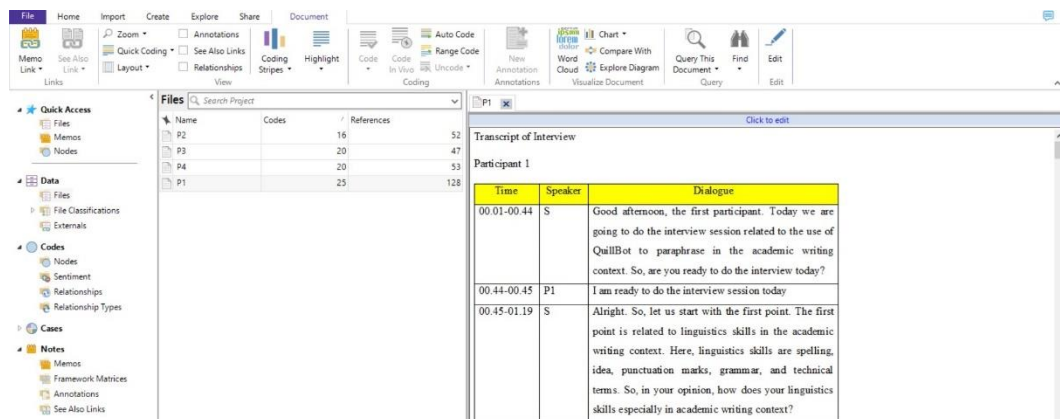 File Home Import Create Explore Share Document
Memo Link
See Also Link
Links
Zoom
Quick Coding
Layout
Annotations
See Also Links
Relationships
View
Coding Stripes
Highlight
Code
Code In Vivo
Auto Code
Range Code
Uncode
Coding
New Annotation
Annotations
Word Cloud
Chart
Compare With
Explore Diagram
Visualize Document
Query This Document
Find
Query
Edit
Edit
Quick Access
Files
Memos
Nodes
Data
Files
File Classifications
Externals
Codes
Nodes
Sentiment
Relationships
Relationship Types
Cases
Notes
Memos
Framework Matrices
Annotations
See Also Links
Files Search Project
Name Codes References
P2 16 52
P3 20 47
P4 20 53
P1 25 128
P1
Click to edit
Transcript of Interview
Participant 1
Time Speaker Dialogue
00.01-00.44 S Good afternoon, the first participant. Today we are
going to do the interview session related to the use of
QuillBot to paraphrase in the academic writing
context. So, are you ready to do the interview today?
00.44-00.45 P1 I am ready to do the interview session today
00.45-01.19 S Alright. So, let us start with the first point. The first
point is related to linguistics skills in the academic
writing context. Here, linguistics skills are spelling,
idea, punctuation marks, grammar, and technical
terms. So, in your opinion, how does your linguistics
skills especially in academic writing context?